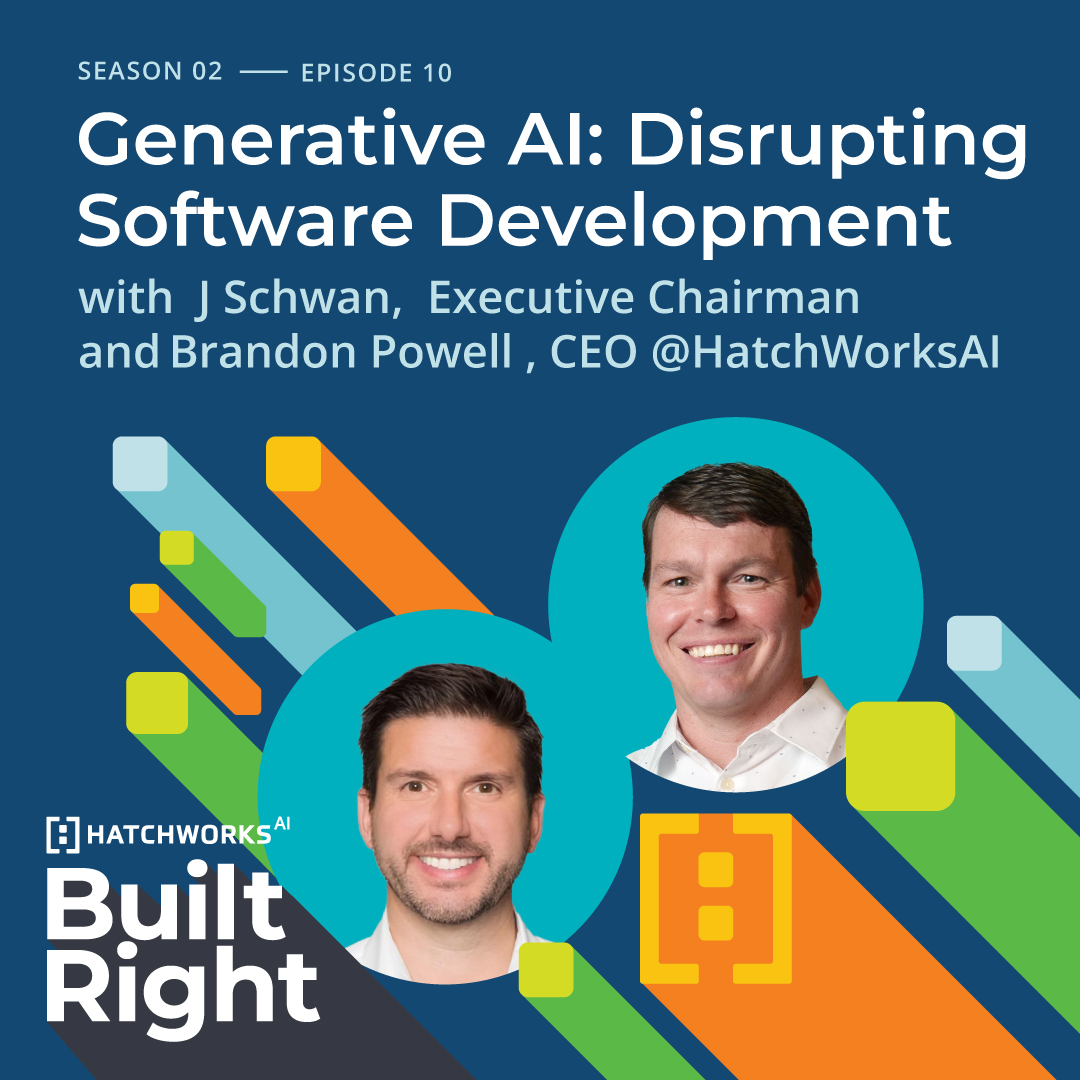 SEASON 02 — EPISODE 10
Generative AI: Disrupting
Software Development
with J Schwan, Executive Chairman
and Brandon Powell , CEO @HatchWorksAI
HATCHWORKS AI
Built
Right